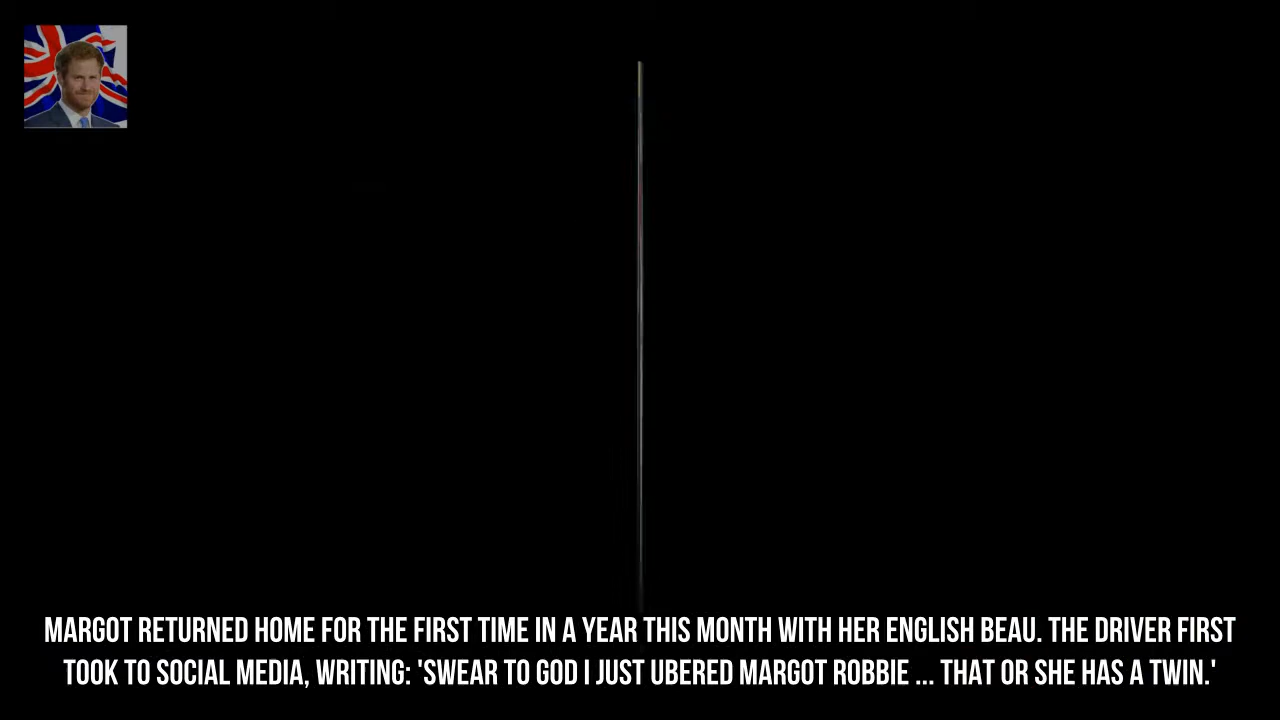 MARGOT RETURNED HOME FOR THE FIRST TIME IN A YEAR THIS MONTH WITH HER ENGLISH BEAU. THE DRIVER FIRST
TOOK TO SOCIAL MEDIA, WRITING: 'SWEAR TO GOD I JUST UBERED MARGOT ROBBIE ... THAT OR SHE HAS A TWIN.'